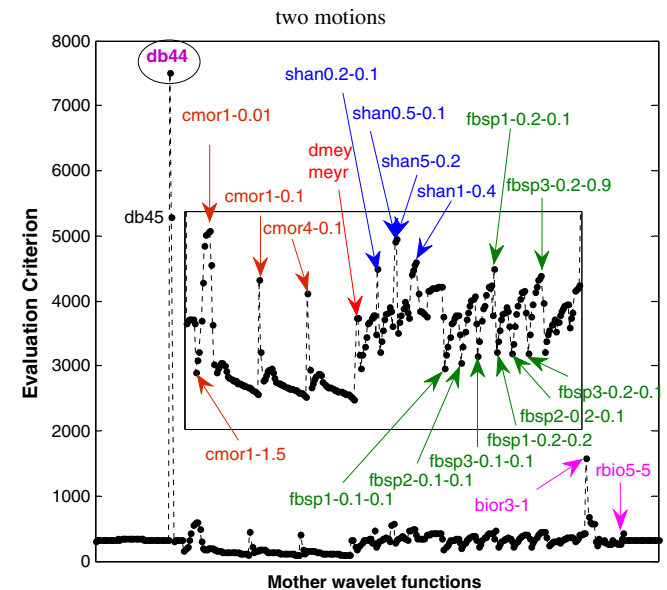 two motions
8000
db44
7000
shan0.2-0.1
cmor1-0.01
shan0.5-0.1
fbsp1-0.2-0.1
6000
dmey
meyr
shan5-0.2
fbsp3-0.2-0.9
cmor1-0.1
shan1-0.4
db45
cmor4-0.1
5000
Evaluation Criterion
4000
3000
fbsp3-0.2-0.1
fbsp2-0.2-0.1
2000
fbsp1-0.2-0.2
cmor1-1.5
fbsp3-0.1-0.1
fbsp2-0.1-0.1
rbio5-5
fbsp1-0.1-0.1
bior3-1
1000
0
Mother wavelet functions